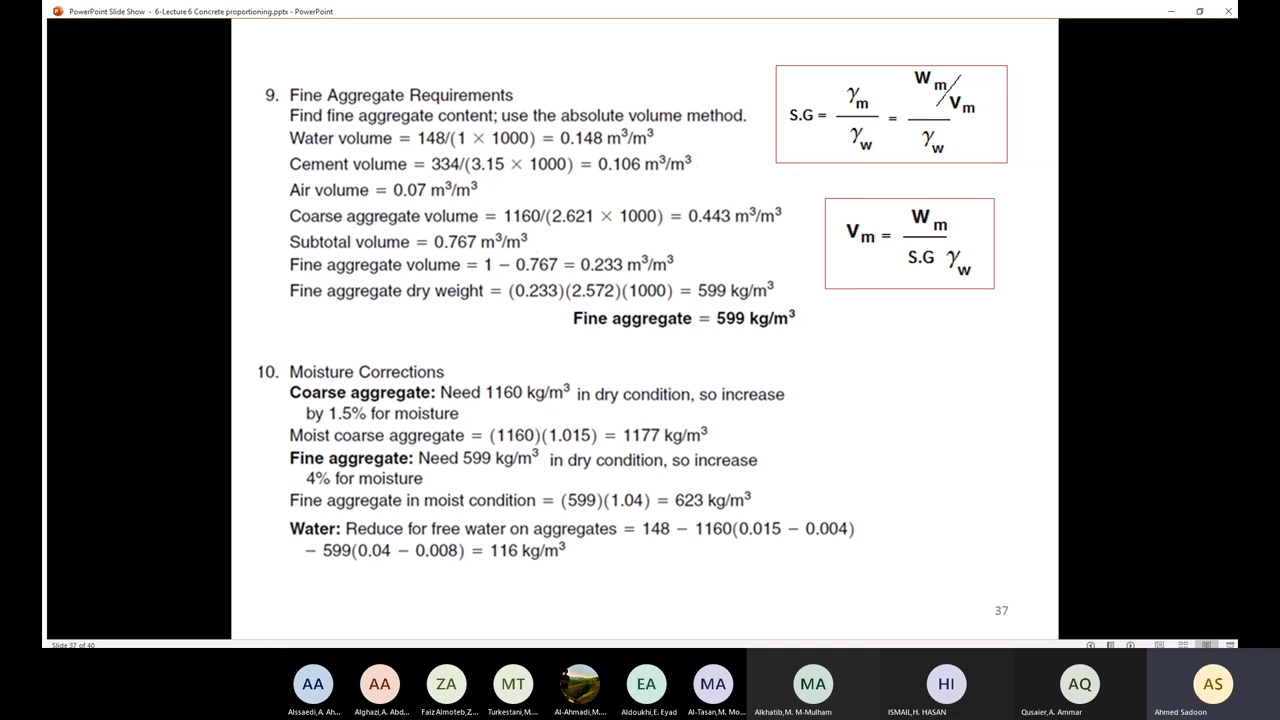 PowerPoint Slide Show - 6-Lecture 6 Concrete proportioning.pptx - PowerPoint
9. Fine Aggregate Requirements
Find fine aggregate content; use the absolute volume method.
Water volume = 148/(1 × 1000) = 0.148 m³/m³
Cement volume = 334/(3.15 × 1000) = 0.106 m³/m³
Air volume = 0.07 m³/m³
Coarse aggregate volume = 1160/(2.621 × 1000) = 0.443 m³/m³
Subtotal volume = 0.767 m³/m³
Fine aggregate volume = 1 − 0.767 = 0.233 m³/m³
Fine aggregate dry weight = (0.233)(2.572)(1000) = 599 kg/m³
Fine aggregate = 599 kg/m³
S.G = γm / γw = Wm/Vm / γw
Vm = Wm / S.G γw
10. Moisture Corrections
Coarse aggregate: Need 1160 kg/m³ in dry condition, so increase
by 1.5% for moisture
Moist coarse aggregate = (1160)(1.015) = 1177 kg/m³
Fine aggregate: Need 599 kg/m³ in dry condition, so increase
4% for moisture
Fine aggregate in moist condition = (599)(1.04) = 623 kg/m³
Water: Reduce for free water on aggregates = 148 − 1160(0.015 − 0.004)
− 599(0.04 − 0.008) = 116 kg/m³
37
Slide 37 of 40
AA AA ZA MT EA MA MA HI AQ AS
Alssaedi,A. Ah... Alghazi,A. Abd... Faiz Almoteb,Z... Turkestani,M... Al-Ahmadi,M... Aldoukhi,E. Eyad Al-Tasan,M. Mo... Alkhatib,M. M-Mulham ISMAIL,H. HASAN Qusaier,A. Ammar Ahmed Sadoon